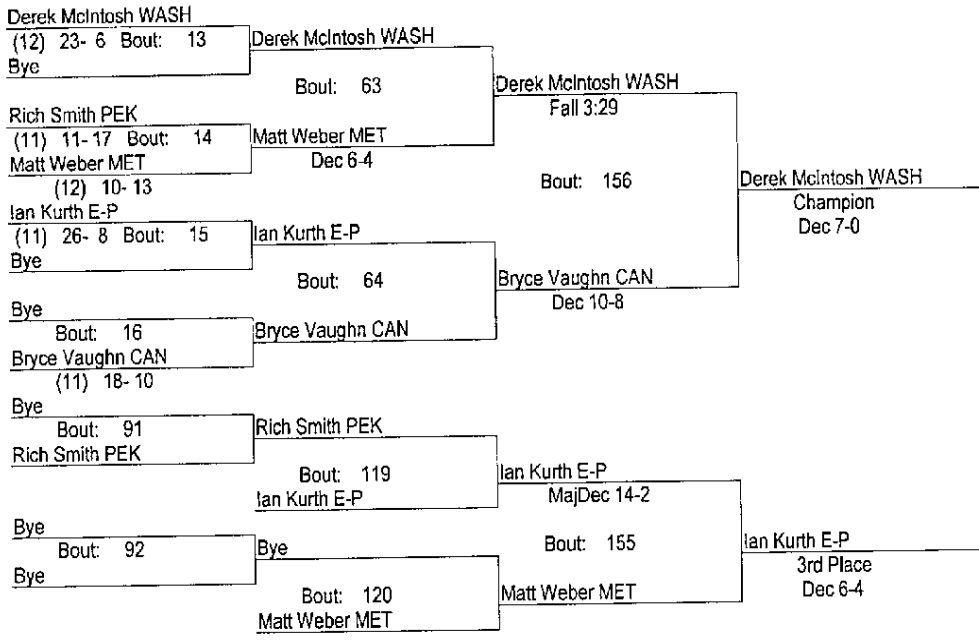 Derek McIntosh WASH
(12) 23- 6 Bout: 13
Bye
Derek McIntosh WASH
Bout: 63
Rich Smith PEK
(11) 11- 17 Bout: 14
Matt Weber MET
(12) 10- 13
Matt Weber MET
Dec 6-4
Derek McIntosh WASH
Fall 3:29
Ian Kurth E-P
(11) 26- 8 Bout: 15
Bye
Ian Kurth E-P
Bout: 64
Bye
Bout: 16
Bryce Vaughn CAN
(11) 18- 10
Bryce Vaughn CAN
Bryce Vaughn CAN
Dec 10-8
Bout: 156
Derek McIntosh WASH
Champion
Dec 7-0
Bye
Bout: 91
Rich Smith PEK
Rich Smith PEK
Bout: 119
Ian Kurth E-P
Ian Kurth E-P
MajDec 14-2
Bye
Bout: 92
Bye
Bye
Bout: 120
Matt Weber MET
Matt Weber MET
Bout: 155
Ian Kurth E-P
3rd Place
Dec 6-4